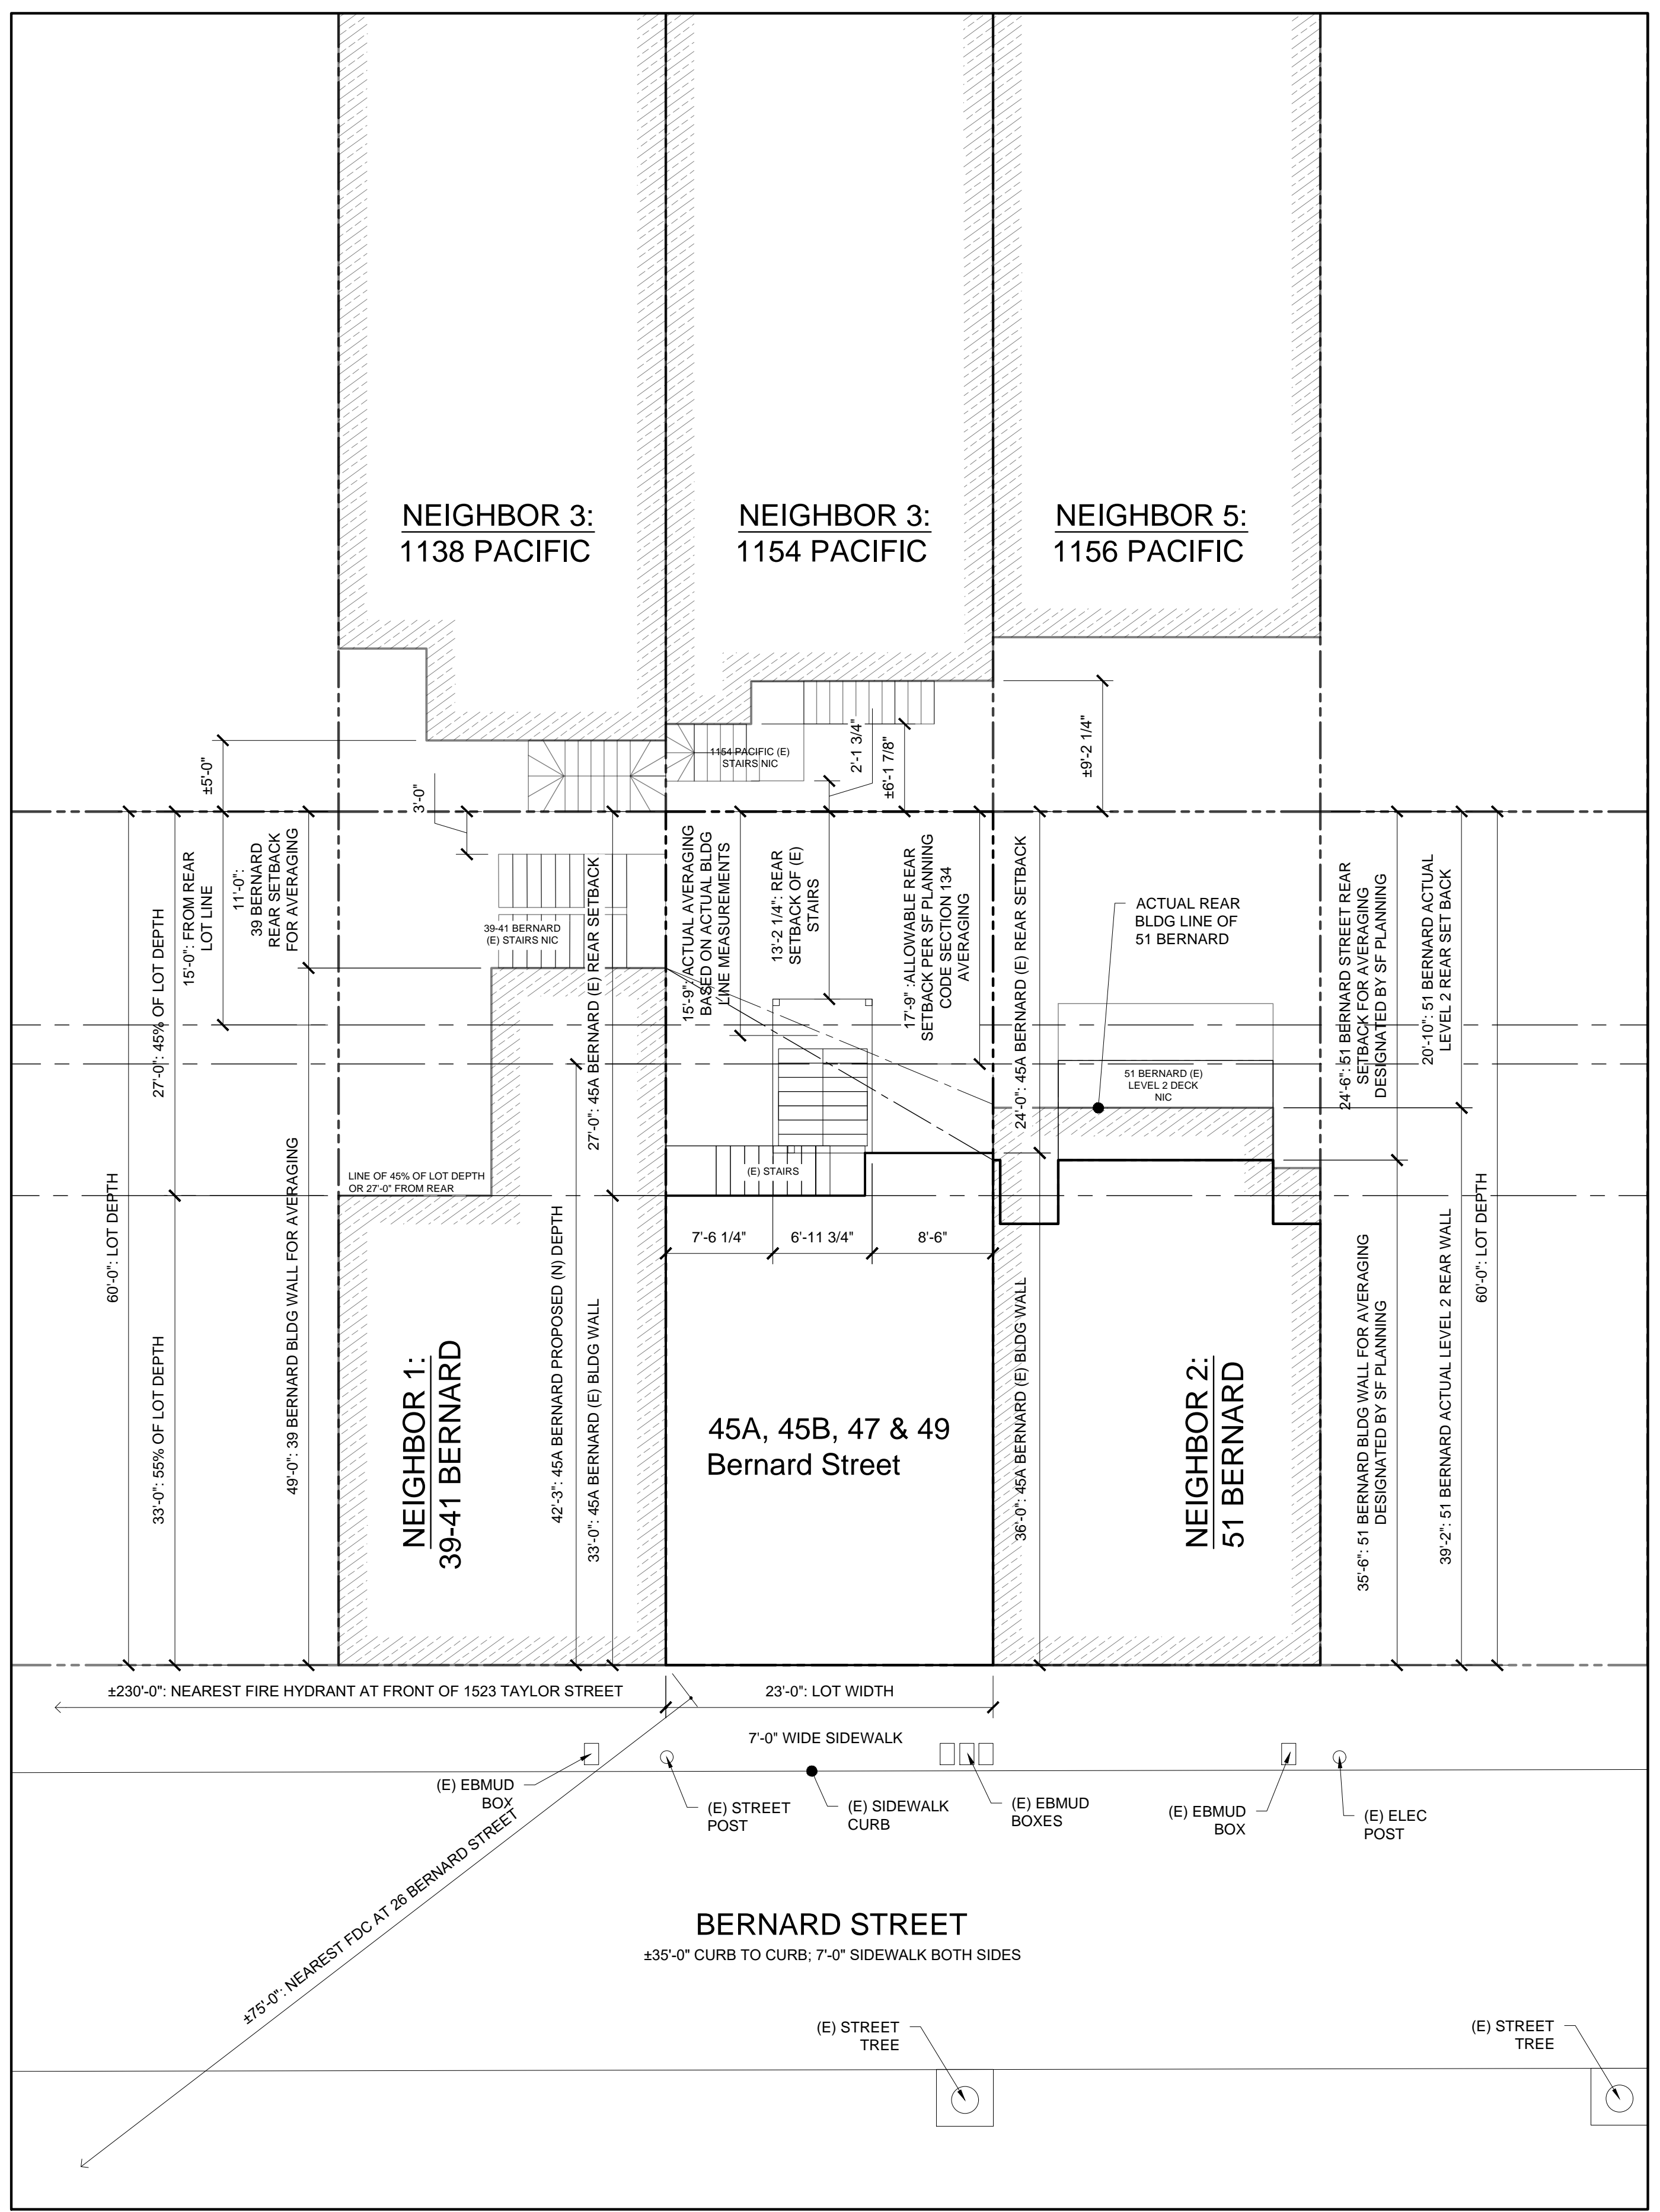 NEIGHBOR 3:
1138 PACIFIC
NEIGHBOR 3:
1154 PACIFIC
NEIGHBOR 5:
1156 PACIFIC
±5'-0"
3'-0"
1154 PACIFIC (E)
STAIRS NIC
2'-1 3/4"
±6'-1 7/8"
±9'-2 1/4"
60'-0": LOT DEPTH
27'-0": 45% OF LOT DEPTH
33'-0": 55% OF LOT DEPTH
15'-0": FROM REAR
LOT LINE
11'-0":
39 BERNARD
REAR SETBACK
FOR AVERAGING
49'-0": 39 BERNARD BLDG WALL FOR AVERAGING
39-41 BERNARD
(E) STAIRS NIC
27'-0": 45A BERNARD (E) REAR SETBACK
15'-9": ACTUAL AVERAGING
BASED ON ACTUAL BLDG
LINE MEASUREMENTS
13'-2 1/4": REAR
SETBACK OF (E)
STAIRS
17'-9" :ALLOWABLE REAR
SETBACK PER SF PLANNING
CODE SECTION 134
AVERAGING
24'-0": 45A BERNARD (E) REAR SETBACK
ACTUAL REAR
BLDG LINE OF
51 BERNARD
51 BERNARD (E)
LEVEL 2 DECK
NIC
24'-6": 51 BERNARD STREET REAR
SETBACK FOR AVERAGING
DESIGNATED BY SF PLANNING
20'-10": 51 BERNARD ACTUAL
LEVEL 2 REAR SET BACK
LINE OF 45% OF LOT DEPTH
OR 27'-0" FROM REAR
(E) STAIRS
7'-6 1/4"
6'-11 3/4"
8'-6"
42'-3": 45A BERNARD PROPOSED (N) DEPTH
33'-0": 45A BERNARD (E) BLDG WALL
36'-0": 45A BERNARD (E) BLDG WALL
35'-6": 51 BERNARD BLDG WALL FOR AVERAGING
DESIGNATED BY SF PLANNING
39'-2": 51 BERNARD ACTUAL LEVEL 2 REAR WALL
60'-0": LOT DEPTH
NEIGHBOR 1:
39-41 BERNARD
45A, 45B, 47 & 49
Bernard Street
NEIGHBOR 2:
51 BERNARD
±230'-0": NEAREST FIRE HYDRANT AT FRONT OF 1523 TAYLOR STREET
23'-0": LOT WIDTH
7'-0" WIDE SIDEWALK
(E) EBMUD
BOX
(E) STREET
POST
(E) SIDEWALK
CURB
(E) EBMUD
BOXES
(E) EBMUD
BOX
(E) ELEC
POST
±75'-0": NEAREST FDC AT 26 BERNARD STREET
BERNARD STREET
±35'-0" CURB TO CURB; 7'-0" SIDEWALK BOTH SIDES
(E) STREET
TREE
(E) STREET
TREE